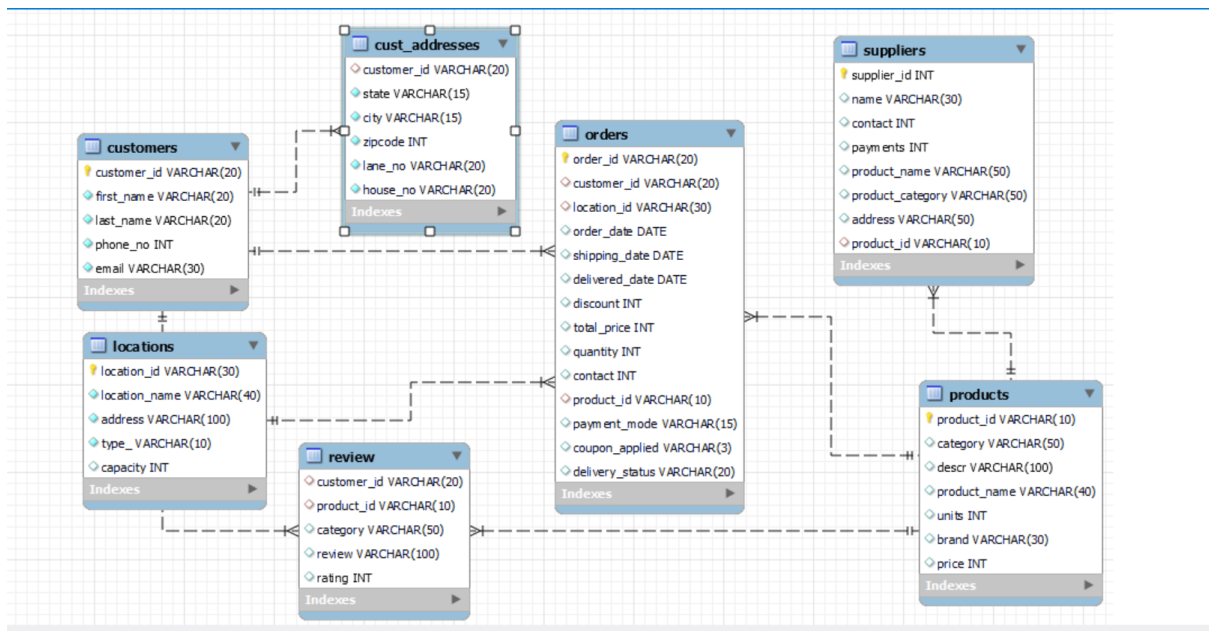 cust_addresses
customer_id VARCHAR(20)
state VARCHAR(15)
city VARCHAR(15)
zipcode INT
lane_no VARCHAR(20)
house_no VARCHAR(20)
Indexes
suppliers
supplier_id INT
name VARCHAR(30)
contact INT
payments INT
product_name VARCHAR(50)
product_category VARCHAR(50)
address VARCHAR(50)
product_id VARCHAR(10)
Indexes
customers
customer_id VARCHAR(20)
first_name VARCHAR(20)
last_name VARCHAR(20)
phone_no INT
email VARCHAR(30)
Indexes
orders
order_id VARCHAR(20)
customer_id VARCHAR(20)
location_id VARCHAR(30)
order_date DATE
shipping_date DATE
delivered_date DATE
discount INT
total_price INT
quantity INT
contact INT
product_id VARCHAR(10)
payment_mode VARCHAR(15)
coupon_applied VARCHAR(3)
delivery_status VARCHAR(20)
Indexes
locations
location_id VARCHAR(30)
location_name VARCHAR(40)
address VARCHAR(100)
type_ VARCHAR(10)
capacity INT
Indexes
products
product_id VARCHAR(10)
category VARCHAR(50)
descr VARCHAR(100)
product_name VARCHAR(40)
units INT
brand VARCHAR(30)
price INT
Indexes
review
customer_id VARCHAR(20)
product_id VARCHAR(10)
category VARCHAR(50)
review VARCHAR(100)
rating INT
Indexes